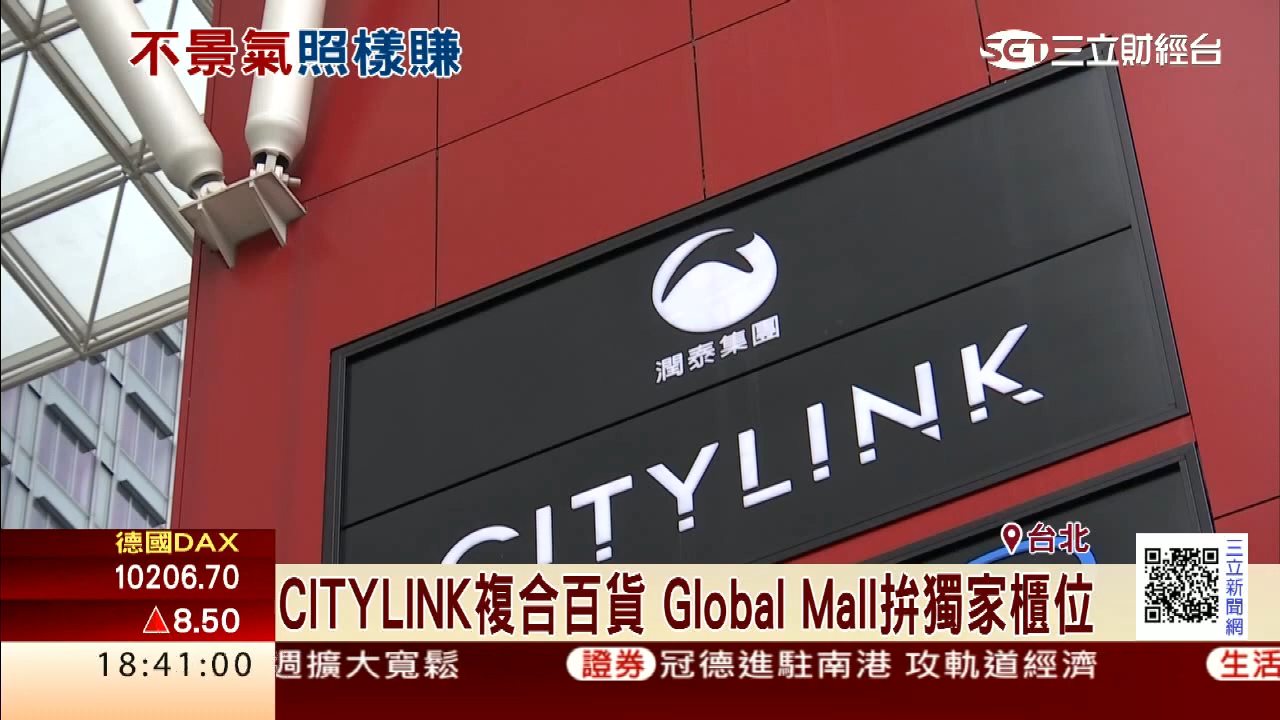 不景氣照樣賺
SET三立財經台
潤泰集團
CITYLINK
台北
德國DAX
10206.70
▲8.50
CITYLINK複合百貨 Global Mall拚獨家櫃位
三立新聞網
18:41:00
週擴大寬鬆 證券 冠德進駐南港 攻軌道經濟 生活